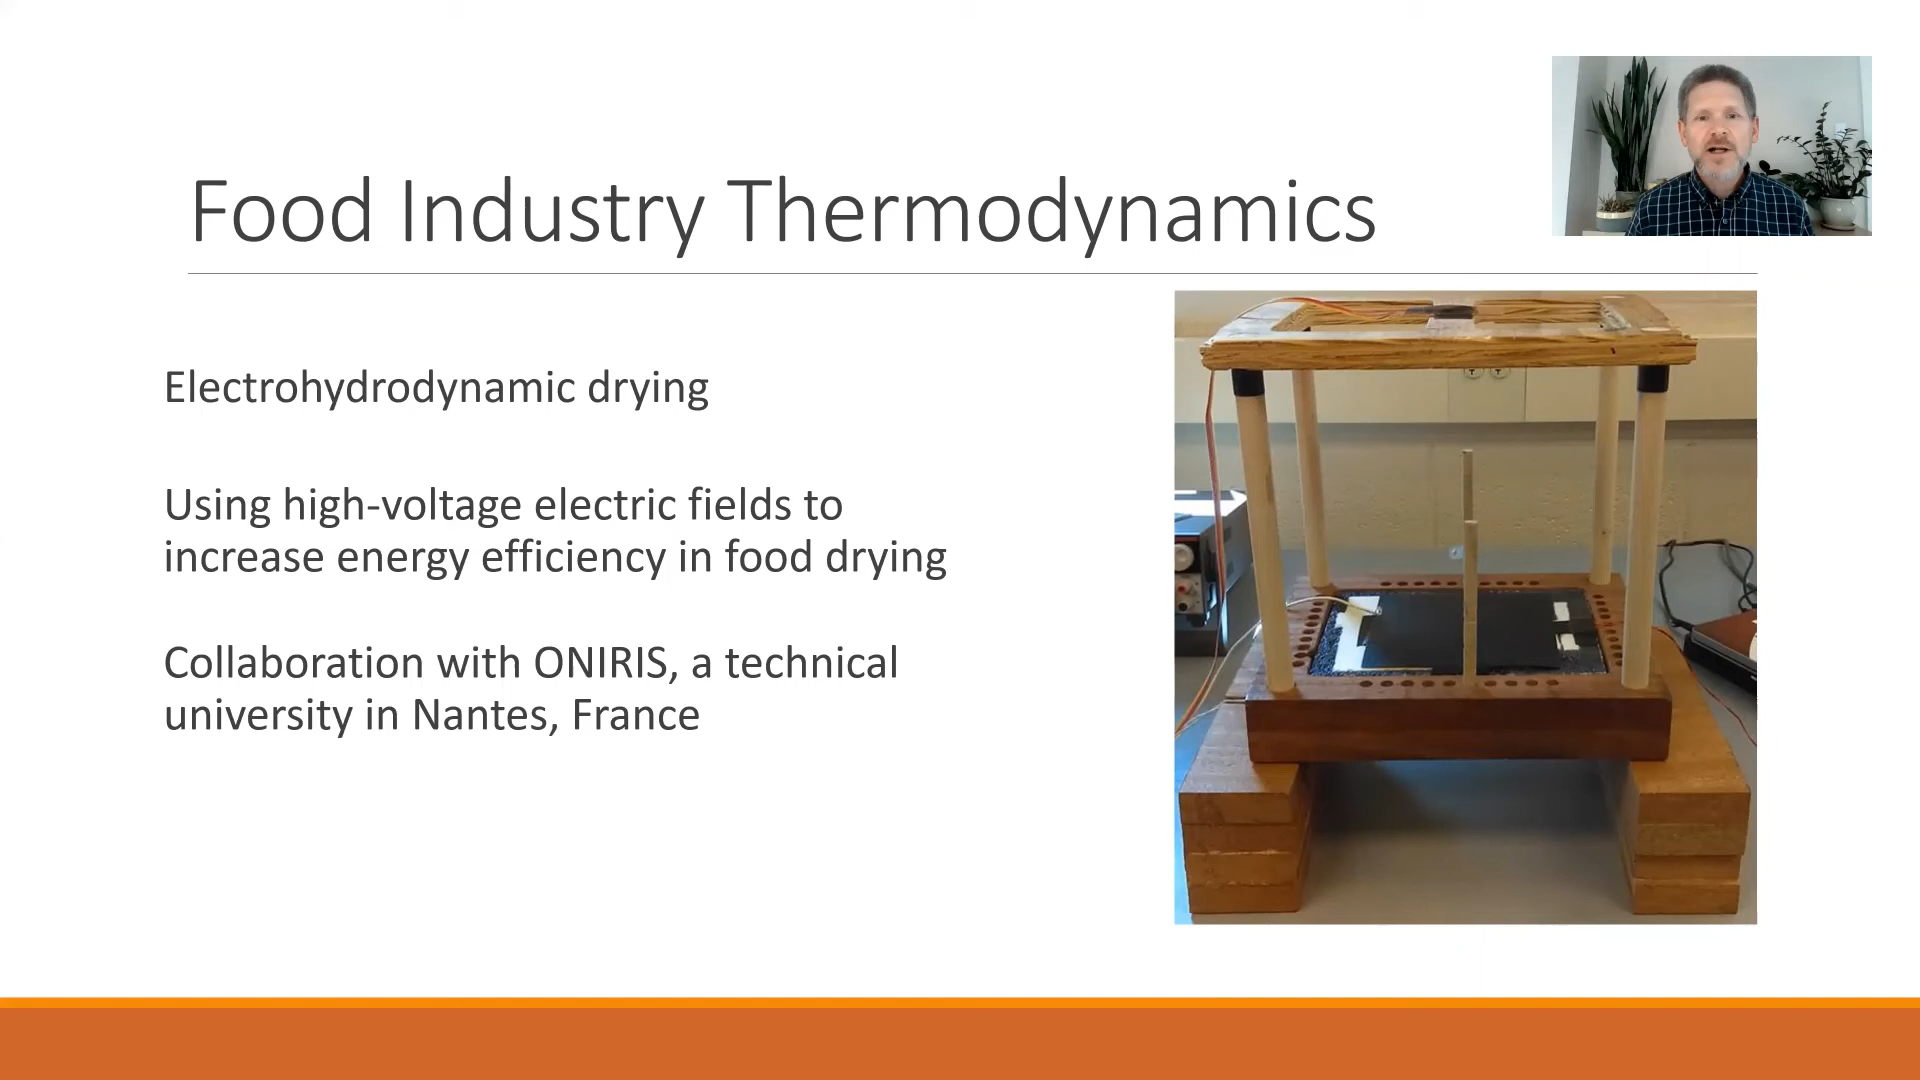 Food Industry Thermodynamics
Electrohydrodynamic drying
Using high-voltage electric fields to
increase energy efficiency in food drying
Collaboration with ONIRIS, a technical
university in Nantes, France